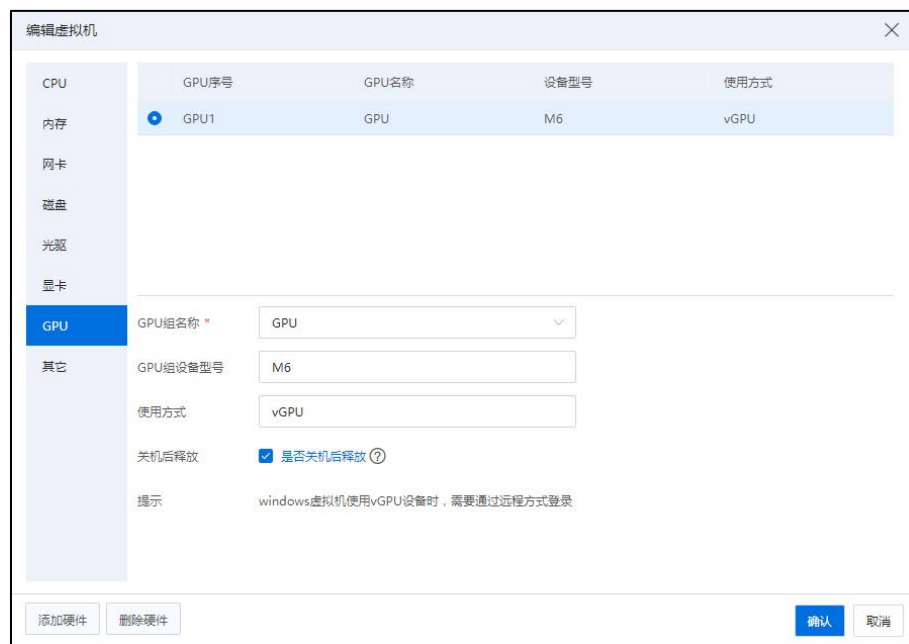 编辑虚拟机
CPU
内存
网卡
磁盘
光驱
显卡
GPU
其它
GPU序号 GPU名称 设备型号 使用方式
GPU1 GPU M6 vGPU
GPU组名称 * GPU
GPU组设备型号 M6
使用方式 vGPU
关机后释放 是否关机后释放 ?
提示 windows虚拟机使用vGPU设备时，需要通过远程方式登录
添加硬件 删除硬件 确认 取消